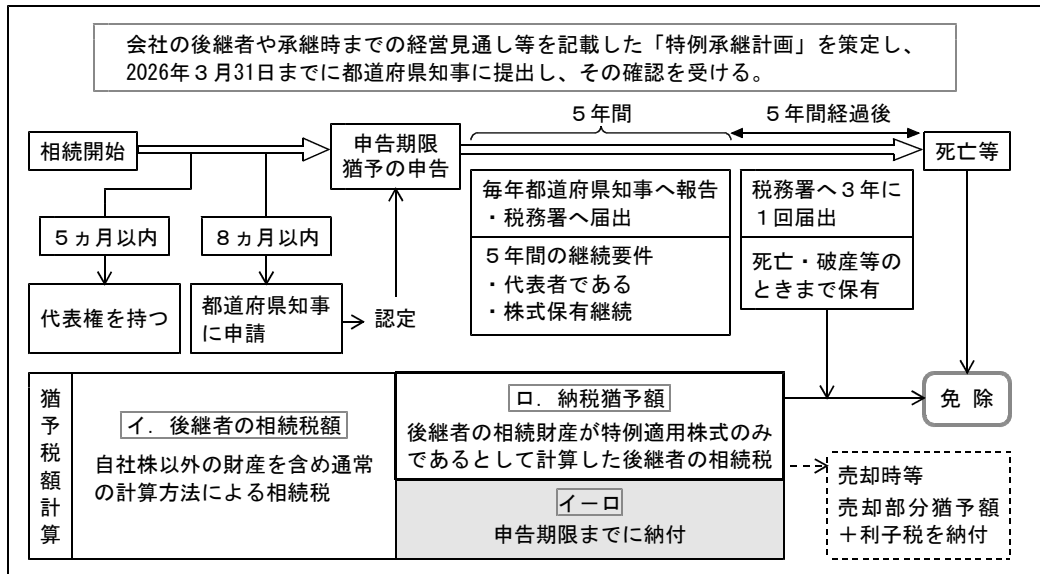 会社の後継者や承継時までの経営見通し等を記載した「特例承継計画」を策定し、
2026年3月31日までに都道府県知事に提出し、その確認を受ける。
5年間
5年間経過後
相続開始
申告期限
猶予の申告
死亡等
5ヵ月以内
8ヵ月以内
代表権を持つ
都道府県知事
に申請
認定
毎年都道府県知事へ報告
・税務署へ届出
5年間の継続要件
・代表者である
・株式保有継続
税務署へ3年に
1回届出
死亡・破産等の
ときまで保有
猶予税額計算
イ．後継者の相続税額
自社株以外の財産を含め通常
の計算方法による相続税
ロ．納税猶予額
後継者の相続財産が特例適用株式のみ
であるとして計算した後継者の相続税
イーロ
申告期限までに納付
免除
売却時等
売却部分猶予額
＋利子税を納付